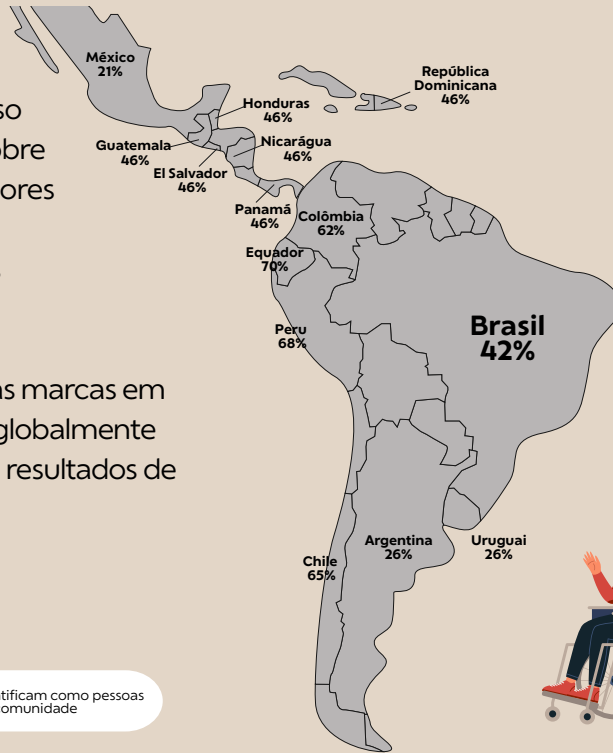 México
21%
República
Dominicana
46%
Honduras
46%
Guatemala
46%
Nicarágua
46%
El Salvador
46%
Panamá
46%
Colômbia
62%
Equador
70%
Peru
68%
Brasil
42%
Argentina
26%
Uruguai
26%
Chile
65%
so
obre
ores
as marcas em
globalmente
resultados de
tificam como pessoas
omunidade